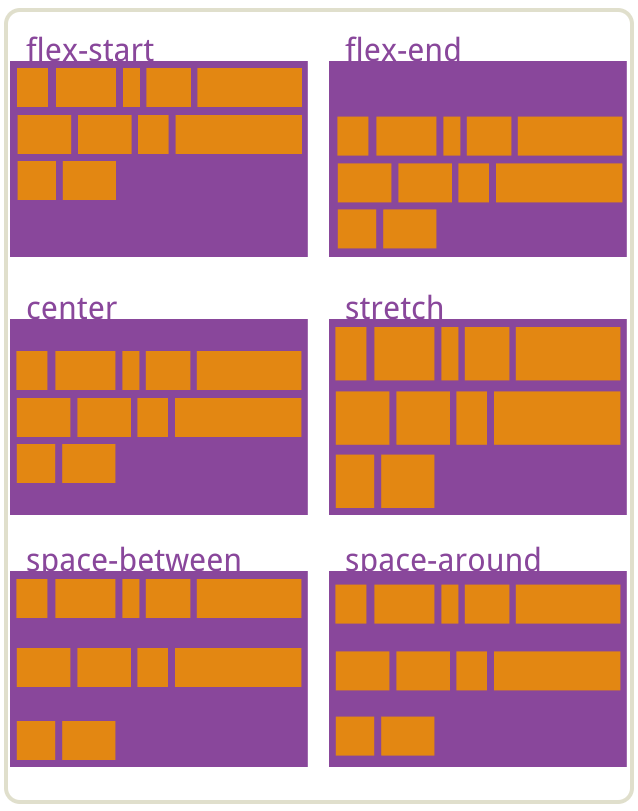 flex-start
flex-end
center
stretch
space-between
space-around